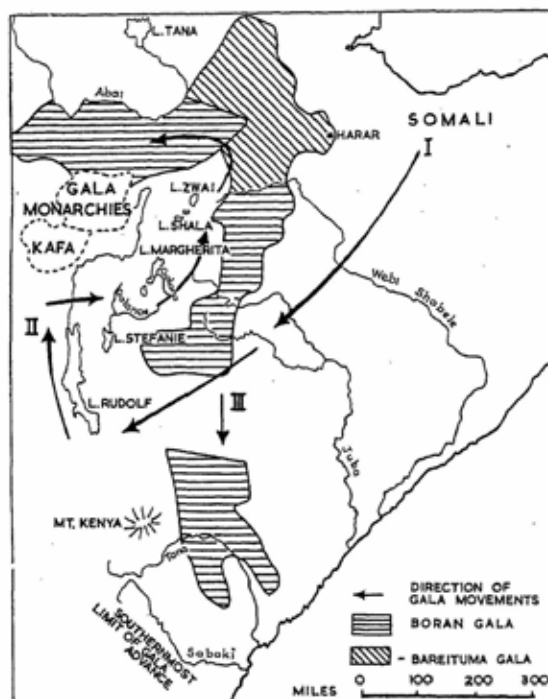 L.TANA
Abai
SOMALI
HARAR
I
GALA
MONARCHIES
L.ZWAI
L.SHALA
KAFA
L.MARGHERITA
Wabi Shabele
II
L.STEFANIE
L.RUDOLF
III
Juba
MT. KENYA
Tana
SOUTHERNMOST
LIMIT OF GALA
ADVANCE
Sabaki
DIRECTION OF
GALA MOVEMENTS
BORAN GALA
- BAREITUMA GALA
MILES
0 100 200 300